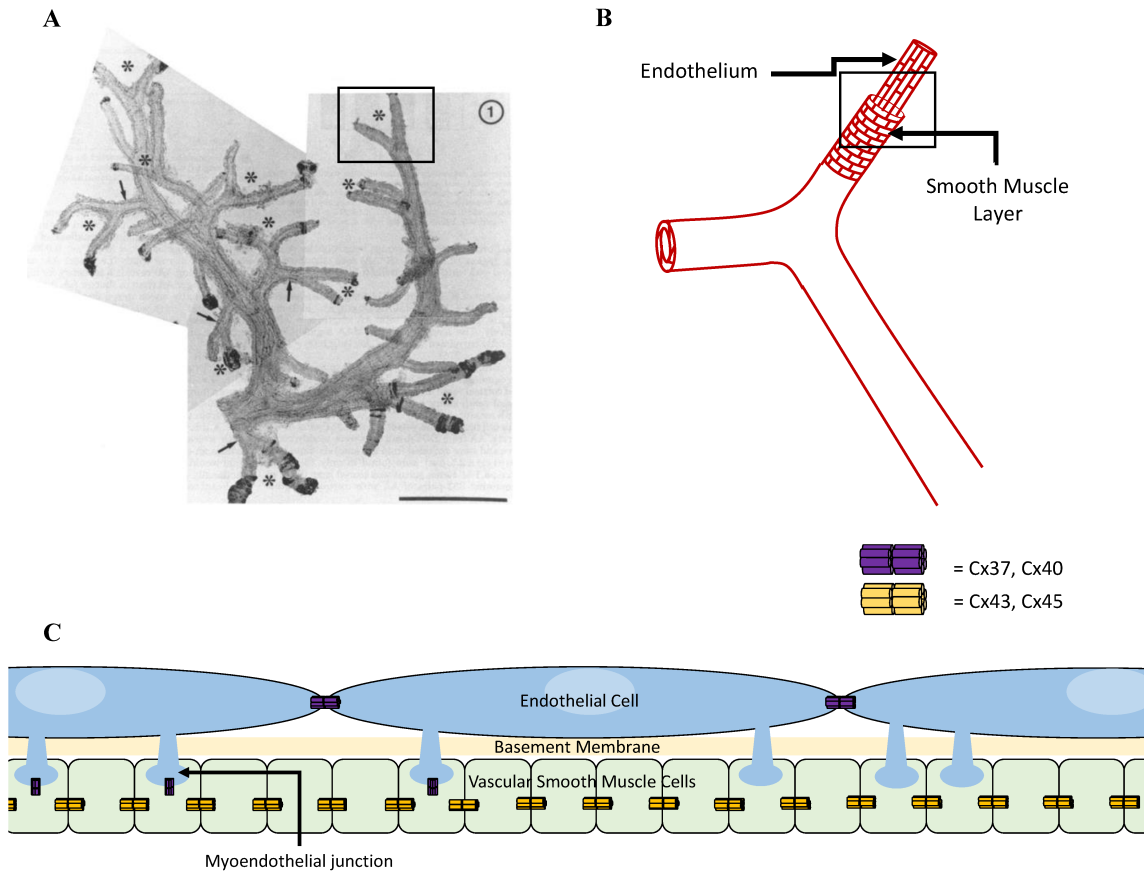 A
1
*
*
*
*
*
*
*
*
*
*
*
*
B
Endothelium
Smooth Muscle
Layer
= Cx37, Cx40
= Cx43, Cx45
C
Endothelial Cell
Basement Membrane
Vascular Smooth Muscle Cells
Myoendothelial junction